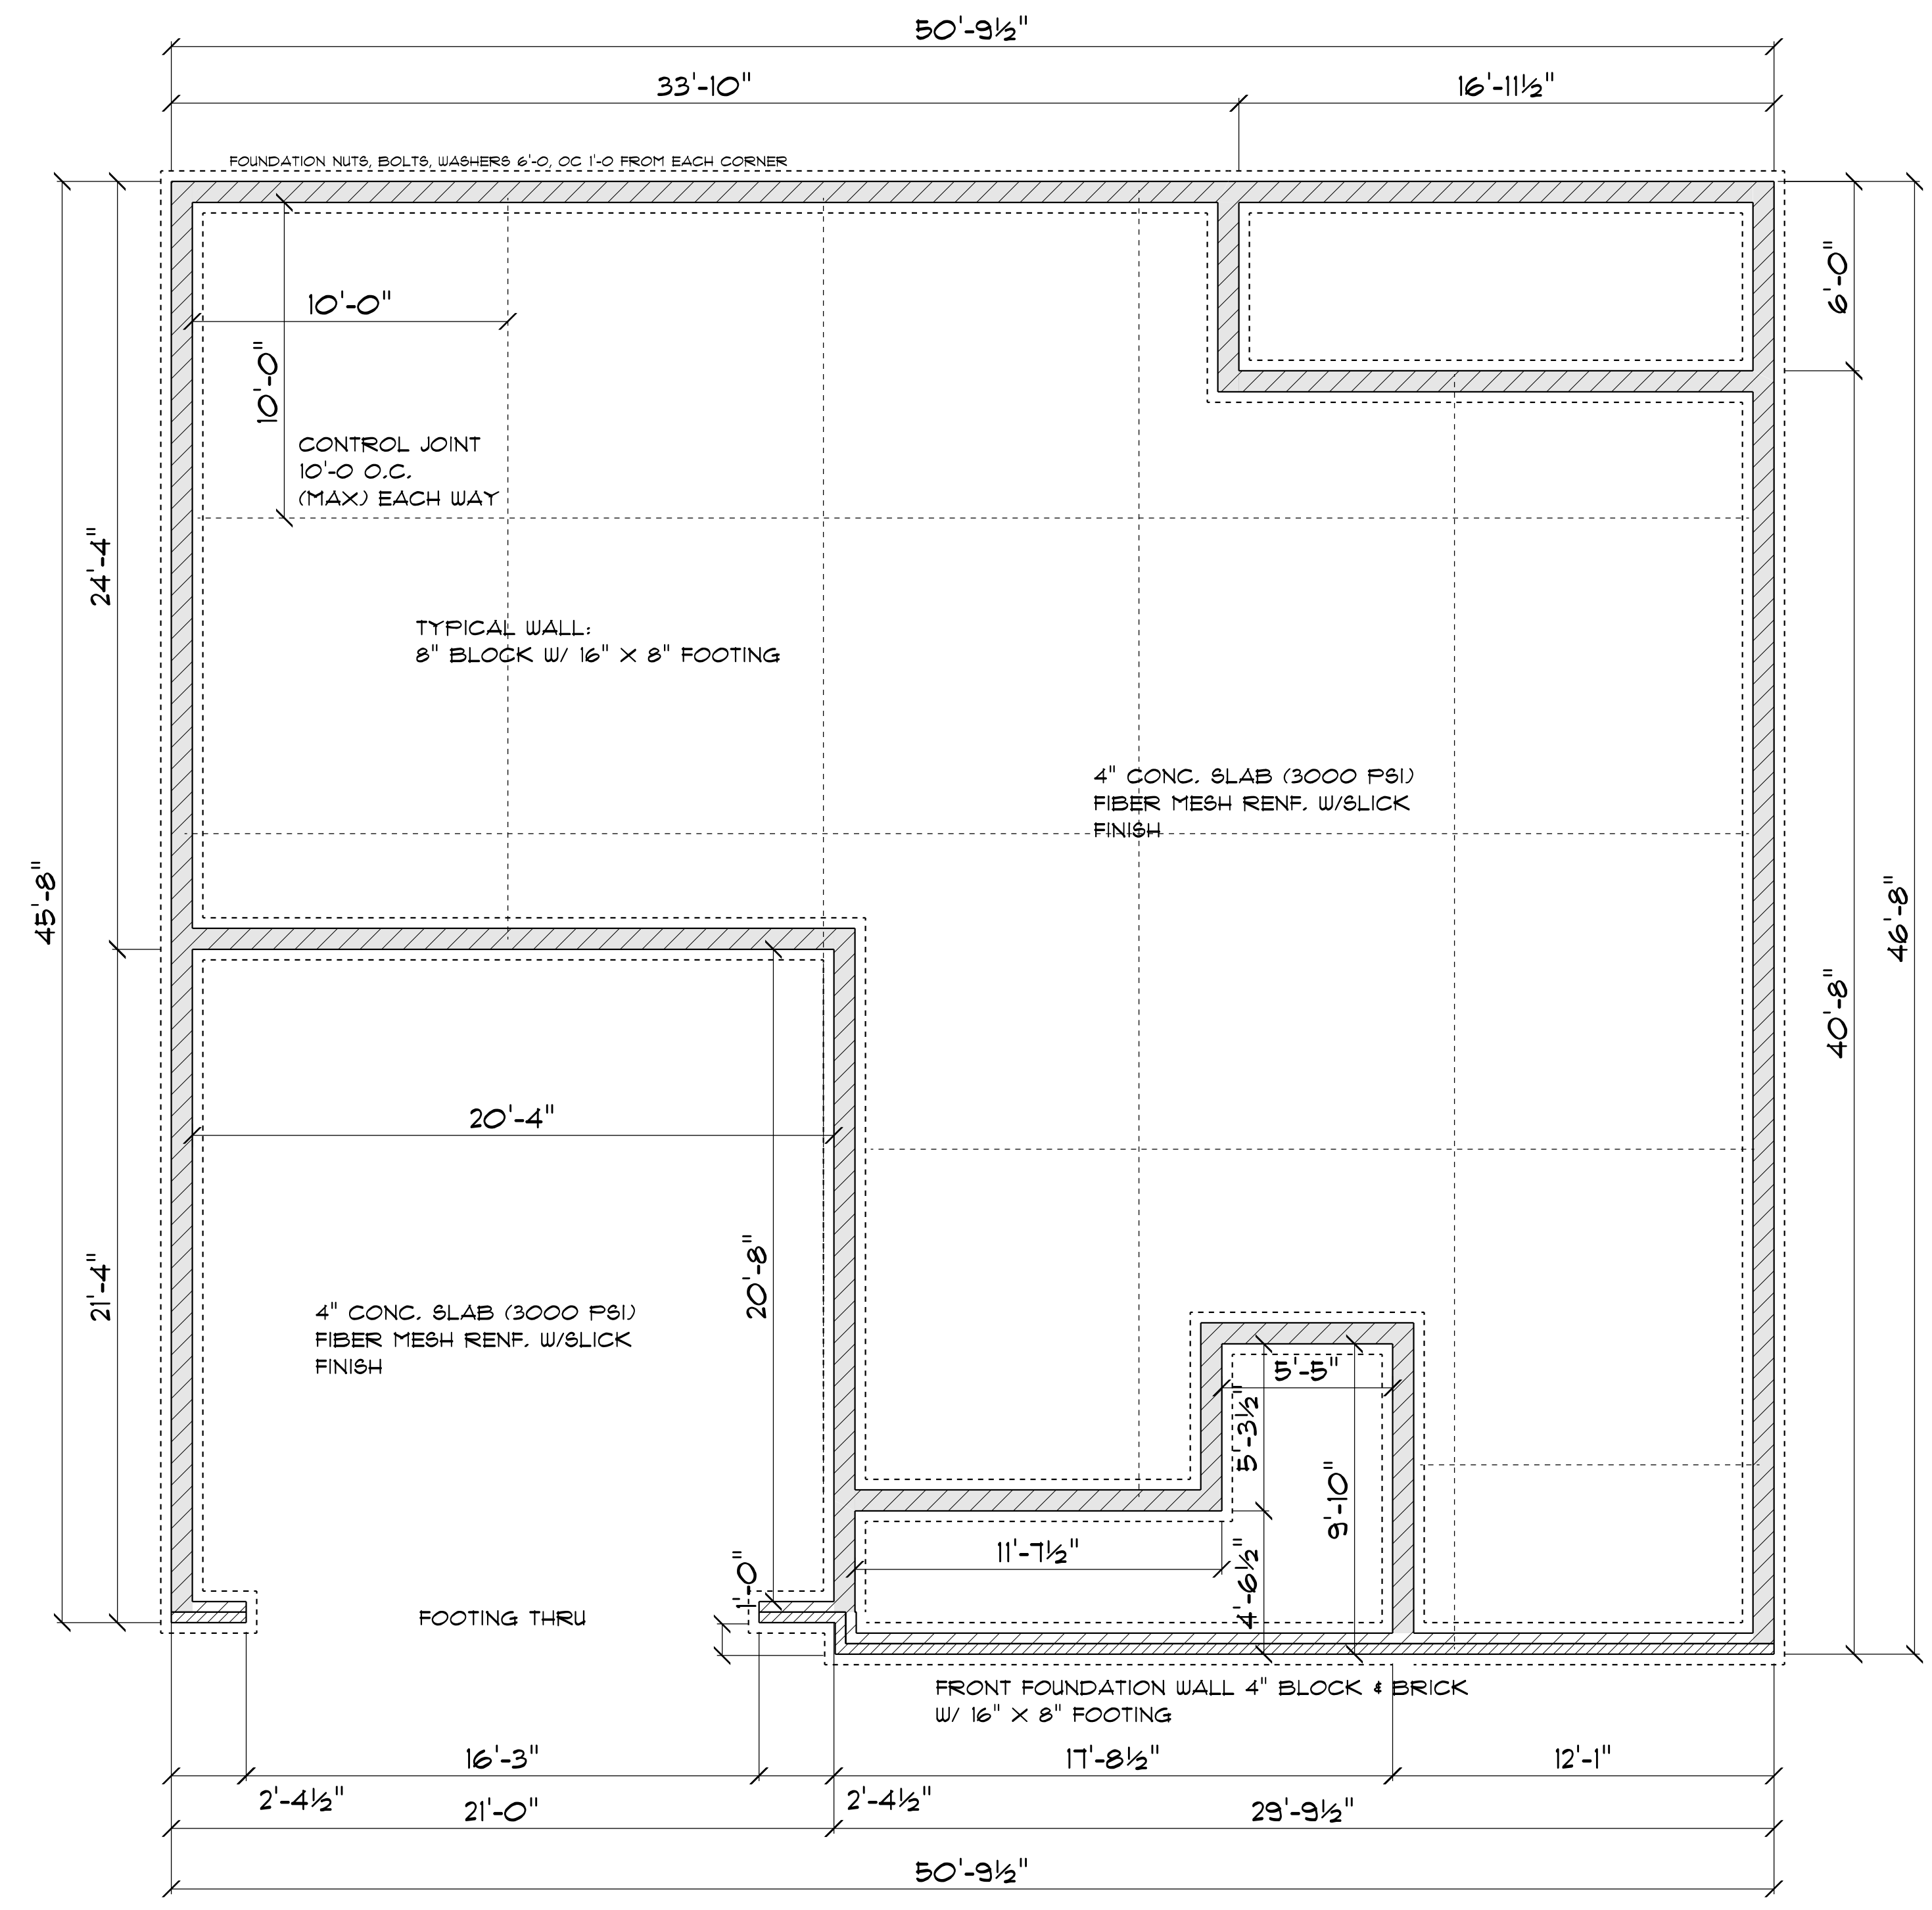 50'-9½"
33'-10"
16'-11½"
FOUNDATION NUTS, BOLTS, WASHERS 6'-0, OC 1'-0 FROM EACH CORNER
6'-0"
10'-0"
10'-0"
CONTROL JOINT
10'-0 O.C.
(MAX) EACH WAY
24'-4"
TYPICAL WALL:
8" BLOCK W/ 16" X 8" FOOTING
4" CONC. SLAB (3000 PSI)
FIBER MESH RENF. W/SLICK
FINISH
45'-8"
46'-8"
40'-8"
20'-4"
21'-4"
20'-8"
4" CONC. SLAB (3000 PSI)
FIBER MESH RENF. W/SLICK
FINISH
5'-5"
5'-3½"
9'-10"
11'-7½"
4'-6½"
1'-0"
FOOTING THRU
FRONT FOUNDATION WALL 4" BLOCK & BRICK
W/ 16" X 8" FOOTING
16'-3"
17'-8½"
12'-1"
2'-4½"
2'-4½"
21'-0"
29'-9½"
50'-9½"